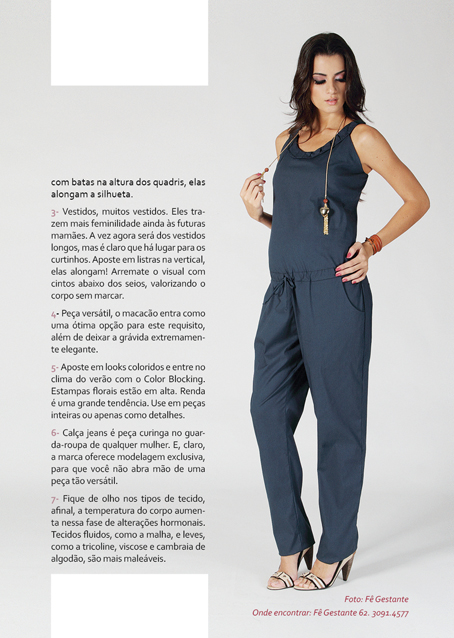 com batas na altura dos quadris, elas
alongam a silhueta.
3- Vestidos, muitos vestidos. Eles tra-
zem mais feminilidade ainda às futuras
mamães. A vez agora será dos vestidos
longos, mas é claro que há lugar para os
curtinhos. Aposte em listras na vertical,
elas alongam! Arremate o visual com
cintos abaixo dos seios, valorizando o
corpo sem marcar.
4- Peça versátil, o macacão entra como
uma ótima opção para este requisito,
além de deixar a grávida extremamen-
te elegante.
5- Aposte em looks coloridos e entre no
clima do verão com o Color Blocking.
Estampas florais estão em alta. Renda
é uma grande tendência. Use em peças
inteiras ou apenas como detalhes.
6- Calça jeans é peça curinga no guar-
da-roupa de qualquer mulher. E, claro,
a marca oferece modelagem exclusiva,
para que você não abra mão de uma
peça tão versátil.
7- Fique de olho nos tipos de tecido,
afinal, a temperatura do corpo aumen-
ta nessa fase de alterações hormonais.
Tecidos fluidos, como a malha, e leves,
como a tricoline, viscose e cambraia de
algodão, são mais maleáveis.
Foto: Fê Gestante
Onde encontrar: Fê Gestante 62. 3091.4577